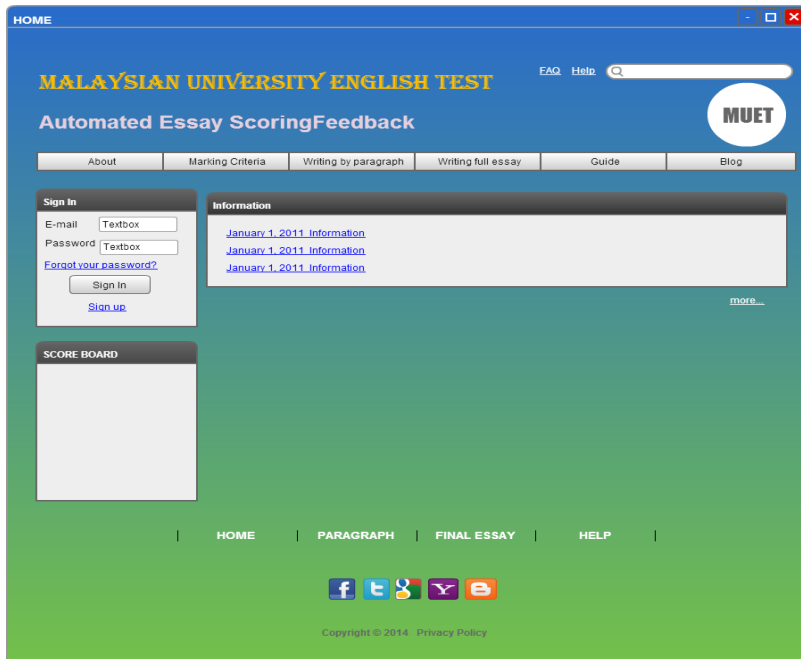 HOME
FAQ Help
MALAYSIAN UNIVERSITY ENGLISH TEST
MUET
Automated Essay ScoringFeedback
About Marking Criteria Writing by paragraph Writing full essay Guide Blog
Sign In
E-mail Textbox
Password Textbox
Forgot your password?
Sign In
Sign up
Information
January 1, 2011 Information
January 1, 2011 Information
January 1, 2011 Information
more...
SCORE BOARD
| HOME | PARAGRAPH | FINAL ESSAY | HELP |
Copyright © 2014 Privacy Policy